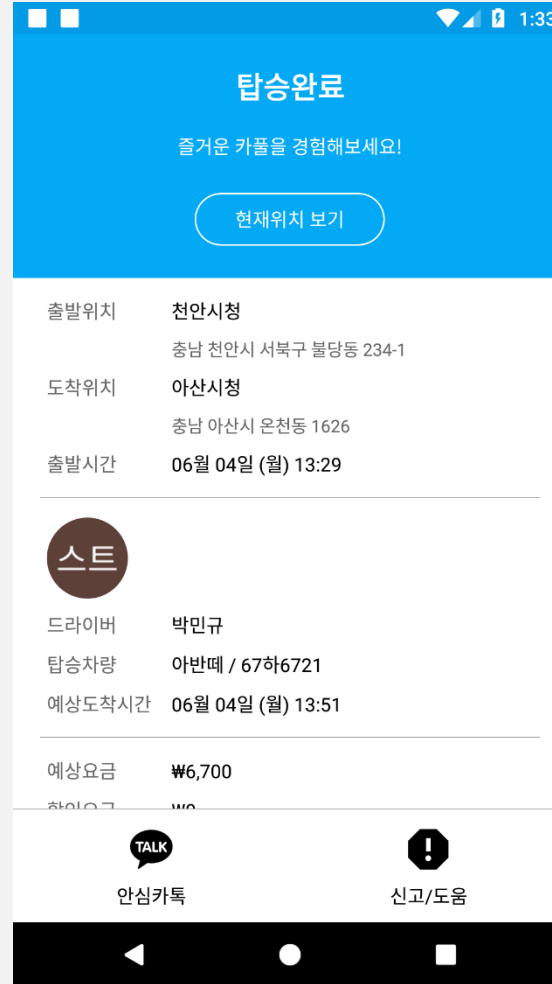 1:33
탑승완료
즐거운 카풀을 경험해보세요!
현재위치 보기
출발위치 천안시청
충남 천안시 서북구 불당동 234-1
도착위치 아산시청
충남 아산시 온천동 1626
출발시간 06월 04일 (월) 13:29
스트
드라이버 박민규
탑승차량 아반떼 / 67하6721
예상도착시간 06월 04일 (월) 13:51
예상요금 ₩6,700
TALK
안심카톡
신고/도움